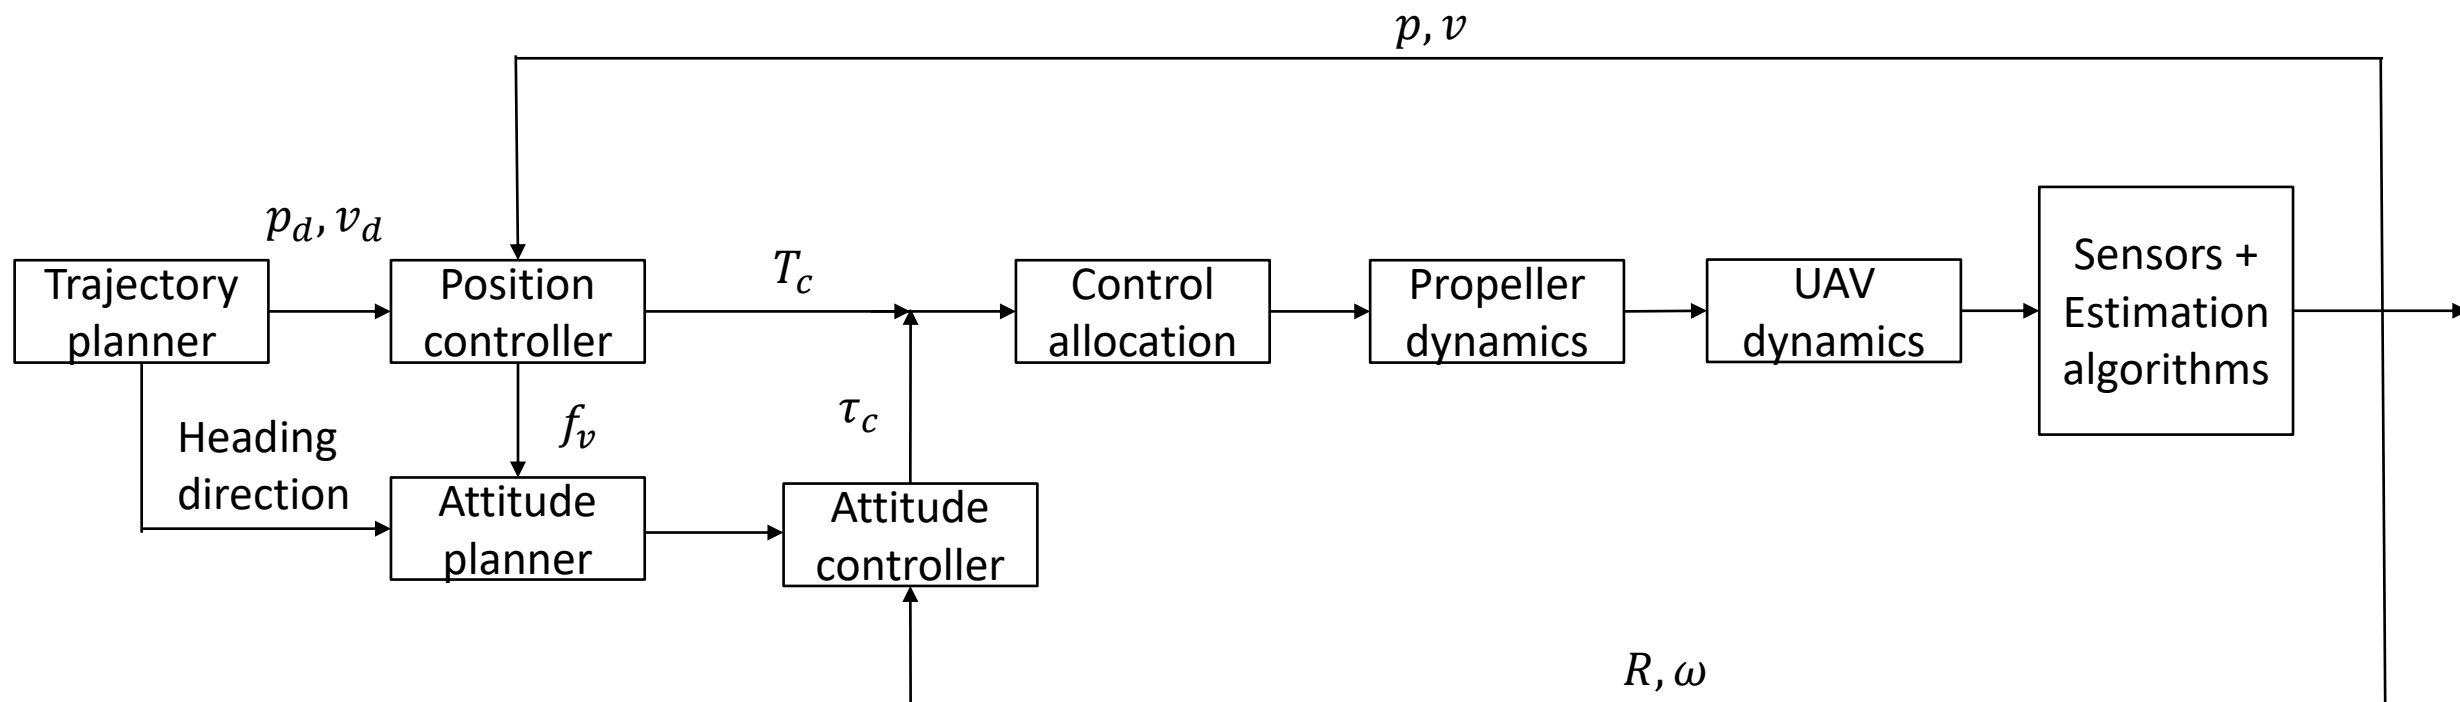 p, v
p_d, v_d
Trajectory
planner
Position
controller
T_c
Control
allocation
Propeller
dynamics
UAV
dynamics
Sensors +
Estimation
algorithms
Heading
direction
f_v
τ_c
Attitude
planner
Attitude
controller
R, ω